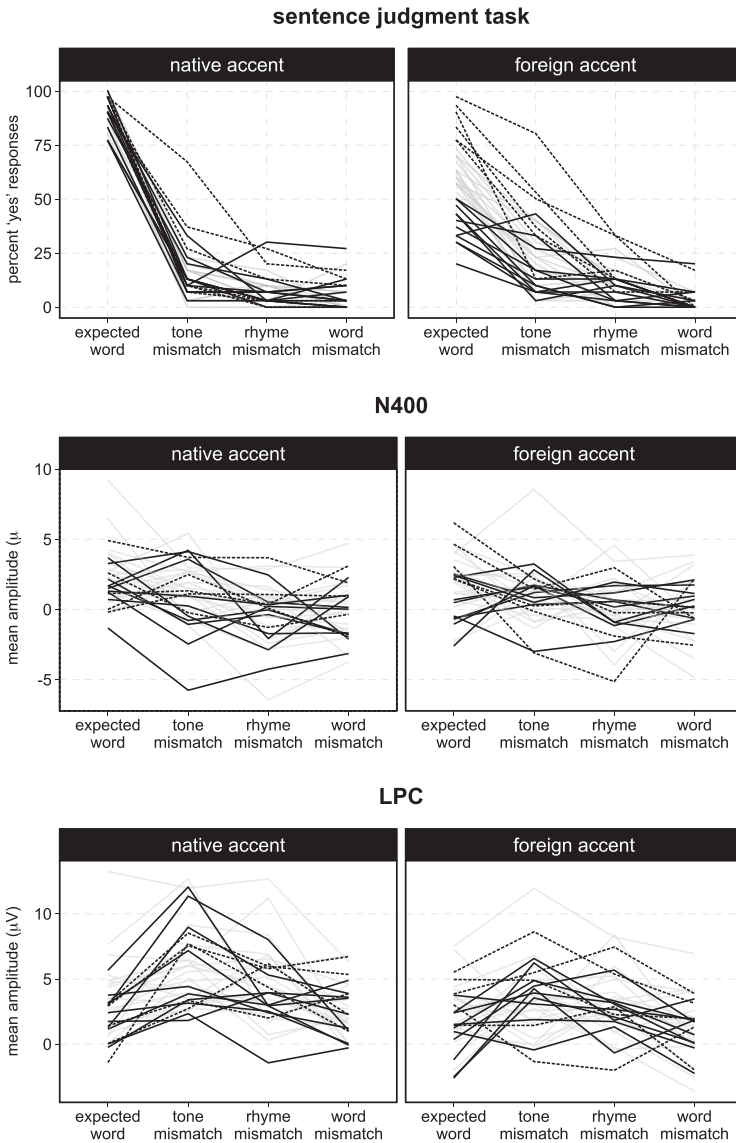 sentence judgment task
native accent
foreign accent
percent ‘yes’ responses
100
75
50
25
0
expected word
tone mismatch
rhyme mismatch
word mismatch
expected word
tone mismatch
rhyme mismatch
word mismatch
N400
native accent
foreign accent
mean amplitude (µ
10
5
0
-5
expected word
tone mismatch
rhyme mismatch
word mismatch
expected word
tone mismatch
rhyme mismatch
word mismatch
LPC
native accent
foreign accent
mean amplitude (µV)
10
5
0
expected word
tone mismatch
rhyme mismatch
word mismatch
expected word
tone mismatch
rhyme mismatch
word mismatch